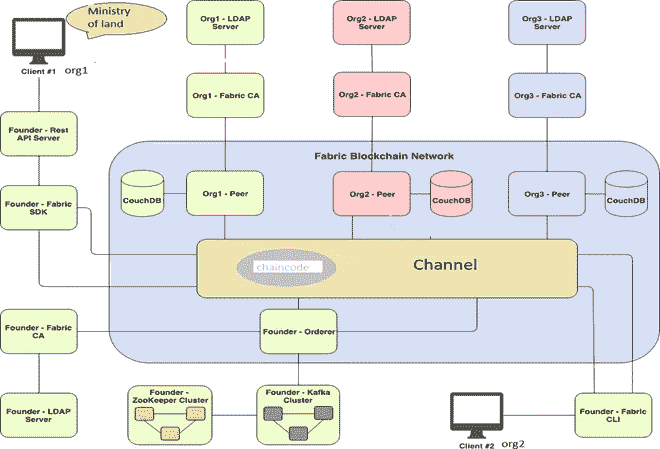 Ministry
of land
Client #1 org1
Org1 - LDAP
Server
Org2 - LDAP
Server
Org3 - LDAP
Server
Org1 - Fabric CA
Org2 - Fabric CA
Org3 - Fabric CA
Founder - Rest
API Server
Fabric Blockchain Network
Founder - Fabric
SDK
CouchDB
Org1 - Peer
Org2 - Peer
CouchDB
Org3 - Peer
CouchDB
chaincode
Channel
Founder - Fabric
CA
Founder - Orderer
Founder - LDAP
Server
Founder -
ZooKeeper Cluster
Founder - Kafka
Cluster
Client #2 org2
Founder - Fabric
CLI